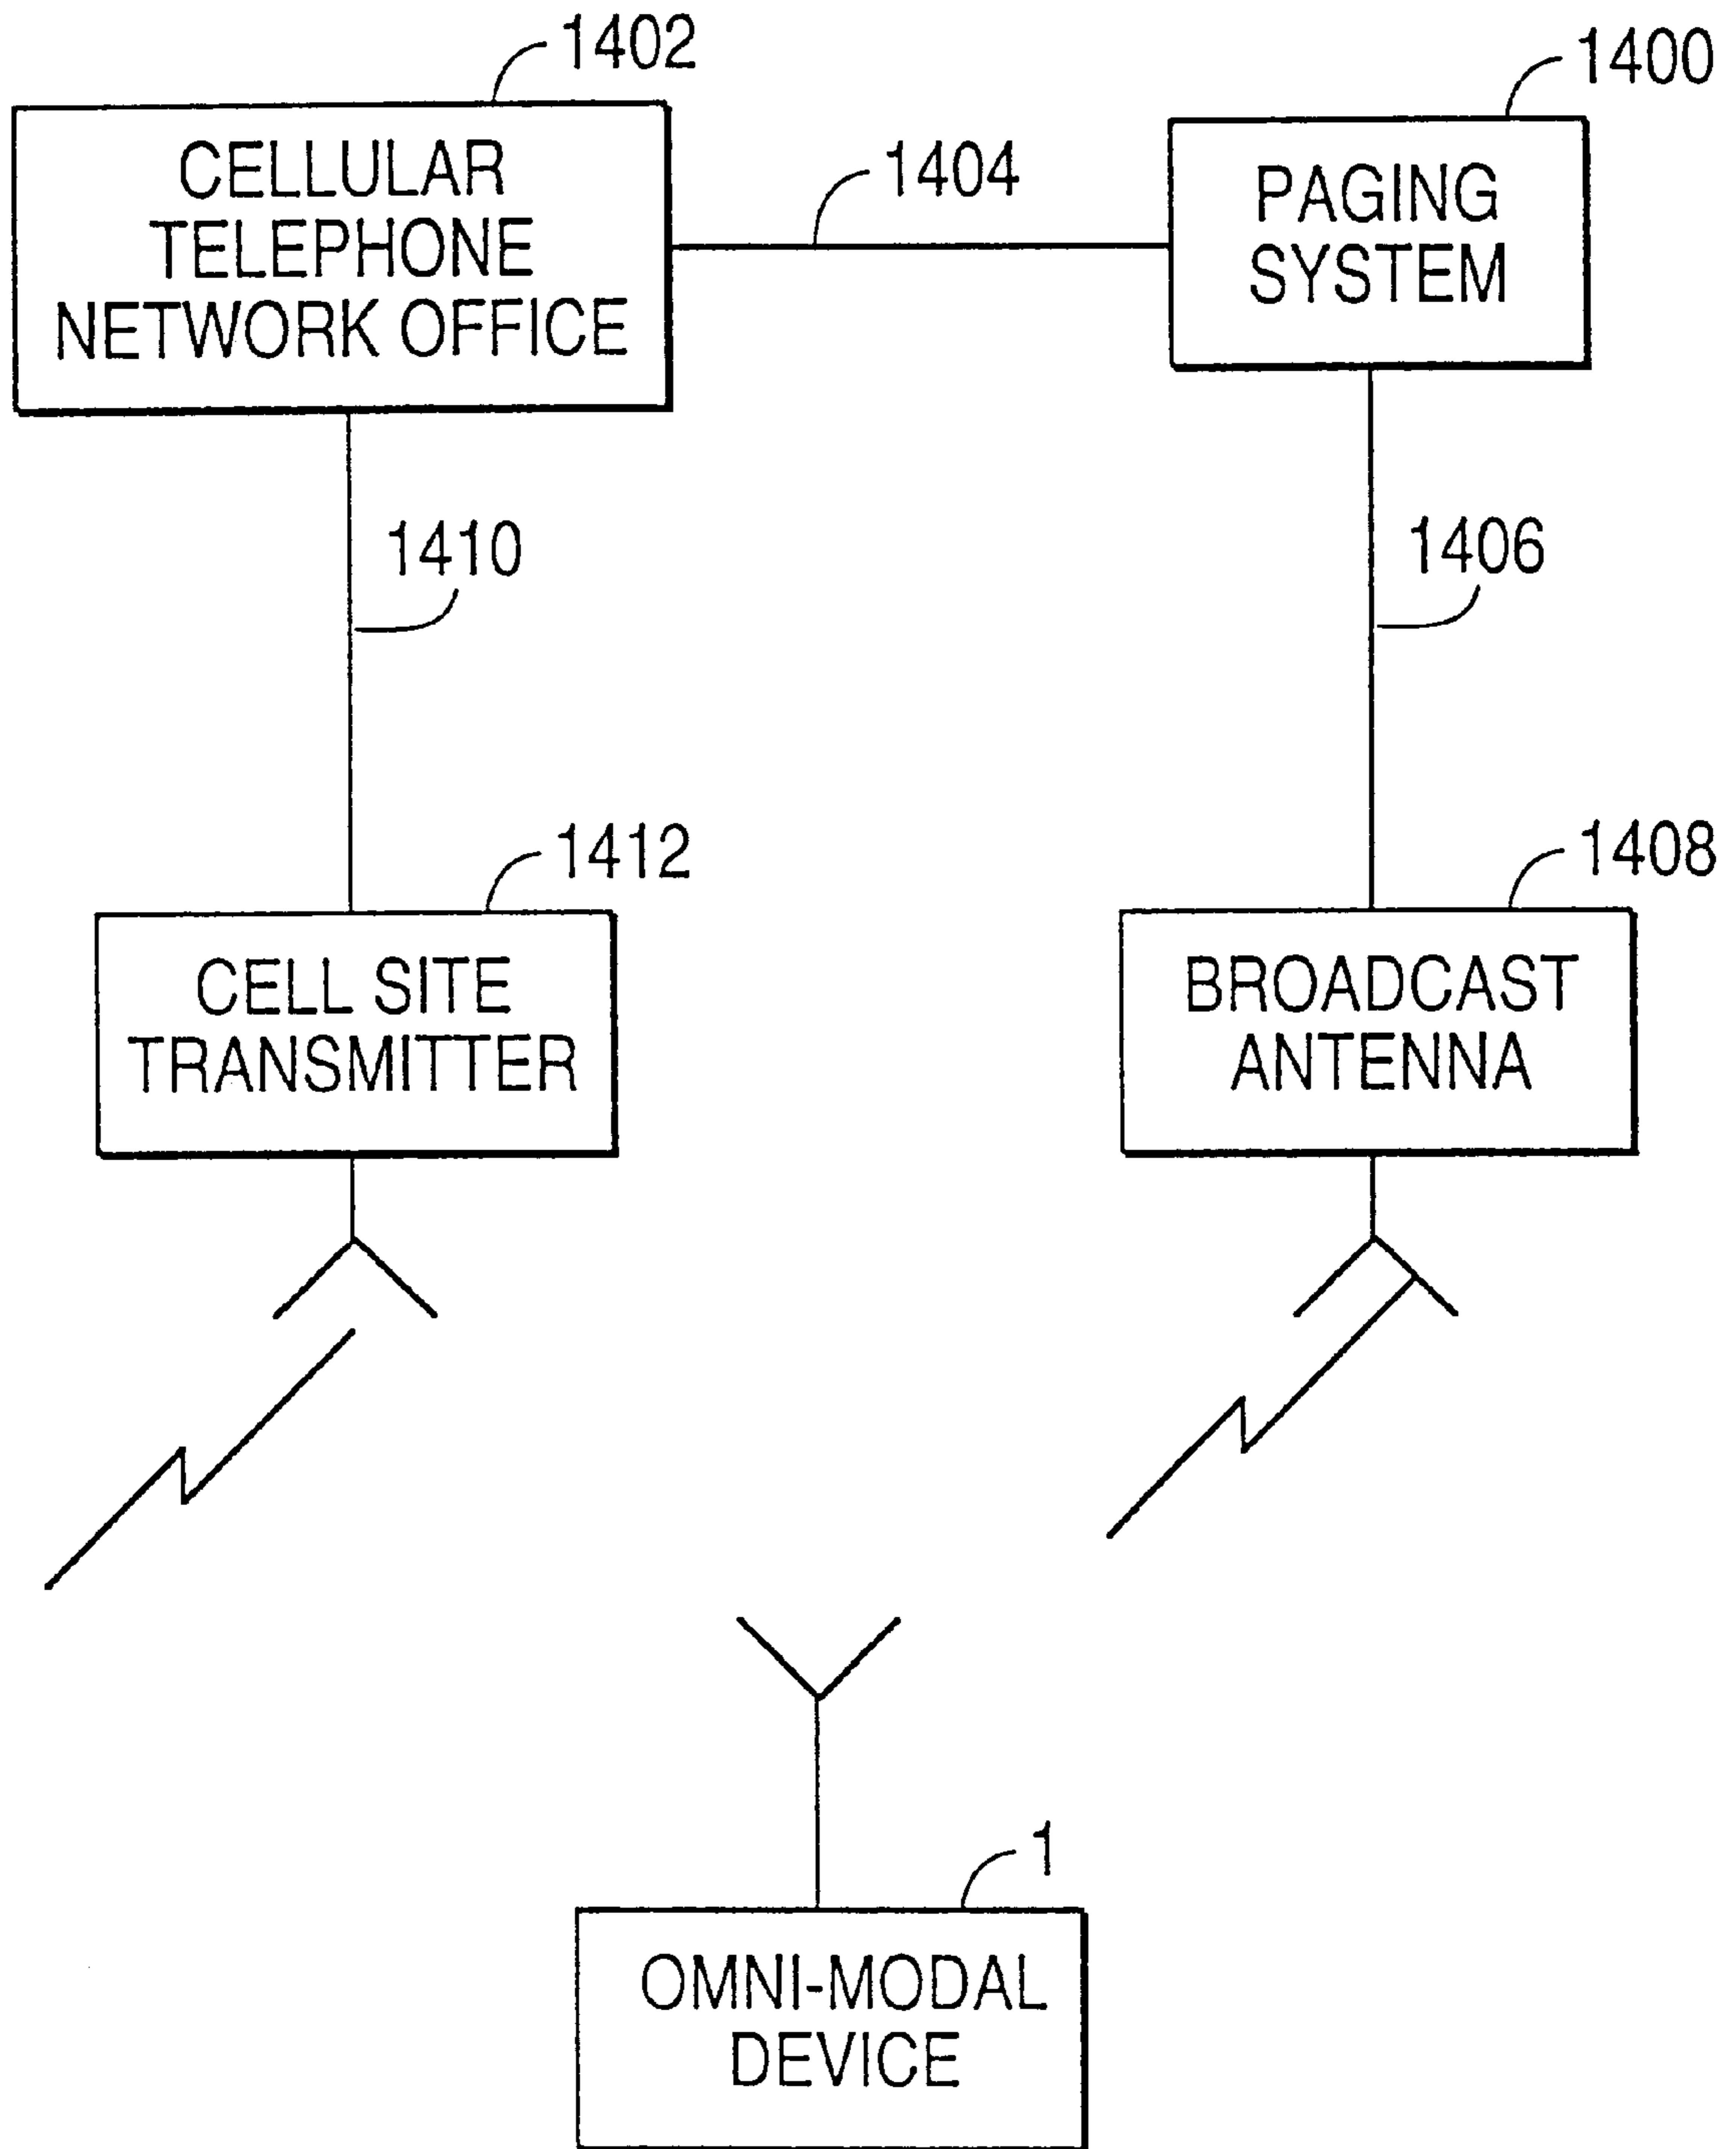 1402
1400
CELLULAR
TELEPHONE
NETWORK OFFICE
1404
PAGING
SYSTEM
1410
1406
1412
1408
CELL SITE
TRANSMITTER
BROADCAST
ANTENNA
1
OMNI-MODAL
DEVICE